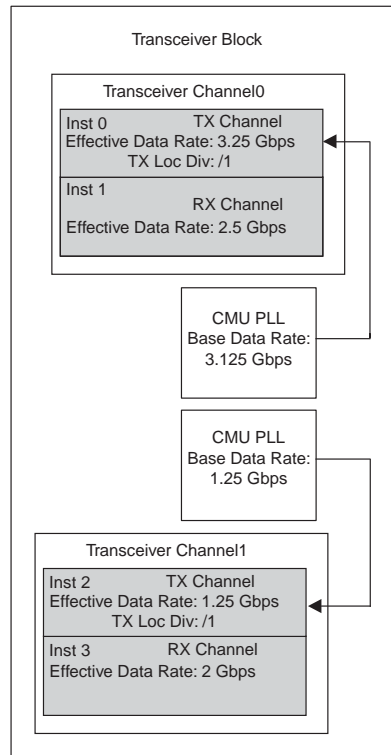 Transceiver Block
Transceiver Channel0
Inst 0 TX Channel
Effective Data Rate: 3.25 Gbps
TX Loc Div: /1
Inst 1
RX Channel
Effective Data Rate: 2.5 Gbps
CMU PLL
Base Data Rate:
3.125 Gbps
CMU PLL
Base Data Rate:
1.25 Gbps
Transceiver Channel1
Inst 2 TX Channel
Effective Data Rate: 1.25 Gbps
TX Loc Div: /1
Inst 3 RX Channel
Effective Data Rate: 2 Gbps